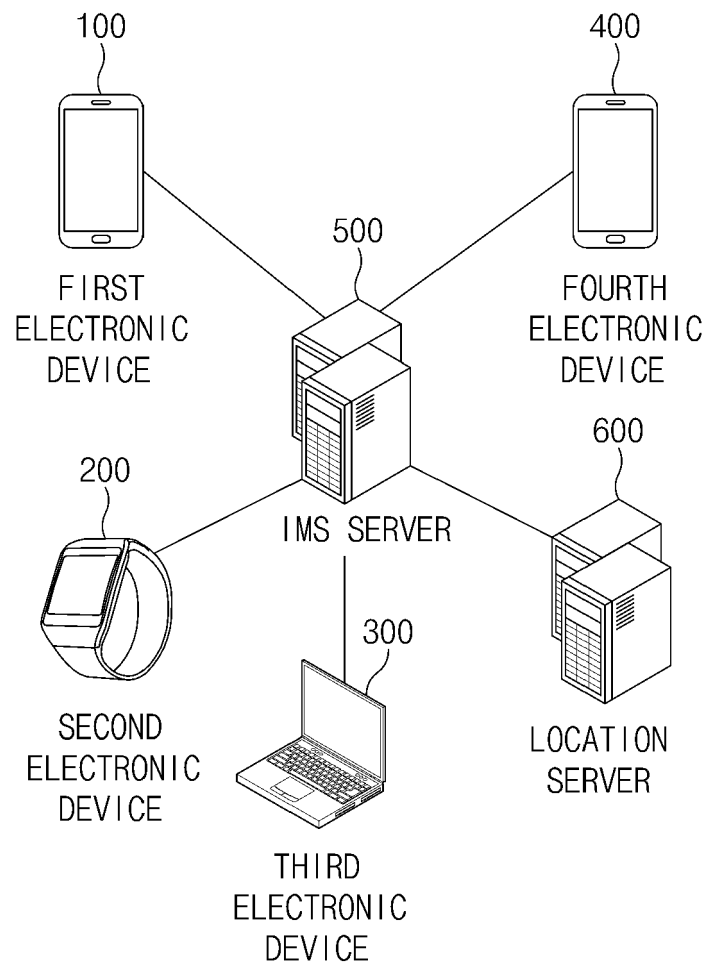 100
400
500
FIRST
ELECTRONIC
DEVICE
FOURTH
ELECTRONIC
DEVICE
600
200
IMS SERVER
300
SECOND
ELECTRONIC
DEVICE
LOCATION
SERVER
THIRD
ELECTRONIC
DEVICE